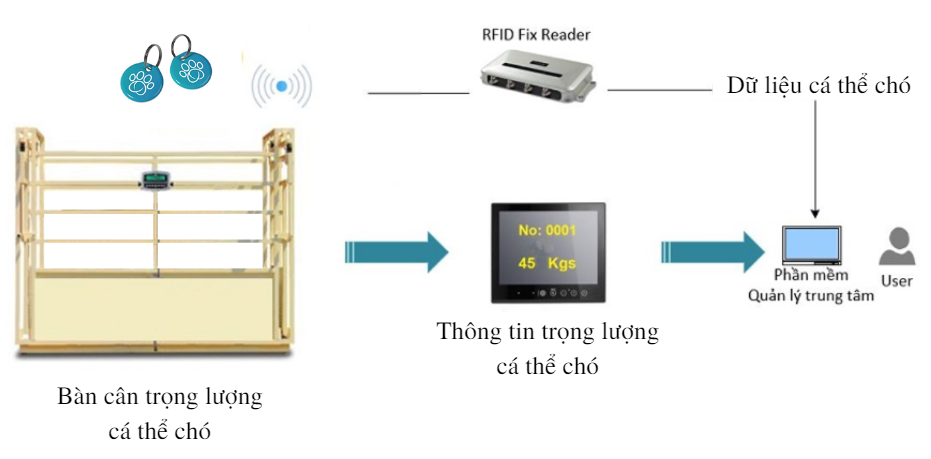 RFID Fix Reader
Dữ liệu cá thể chó
No: 0001
45 Kgs
Phần mềm
Quản lý trung tâm
User
Thông tin trọng lượng
cá thể chó
Bàn cân trọng lượng
cá thể chó